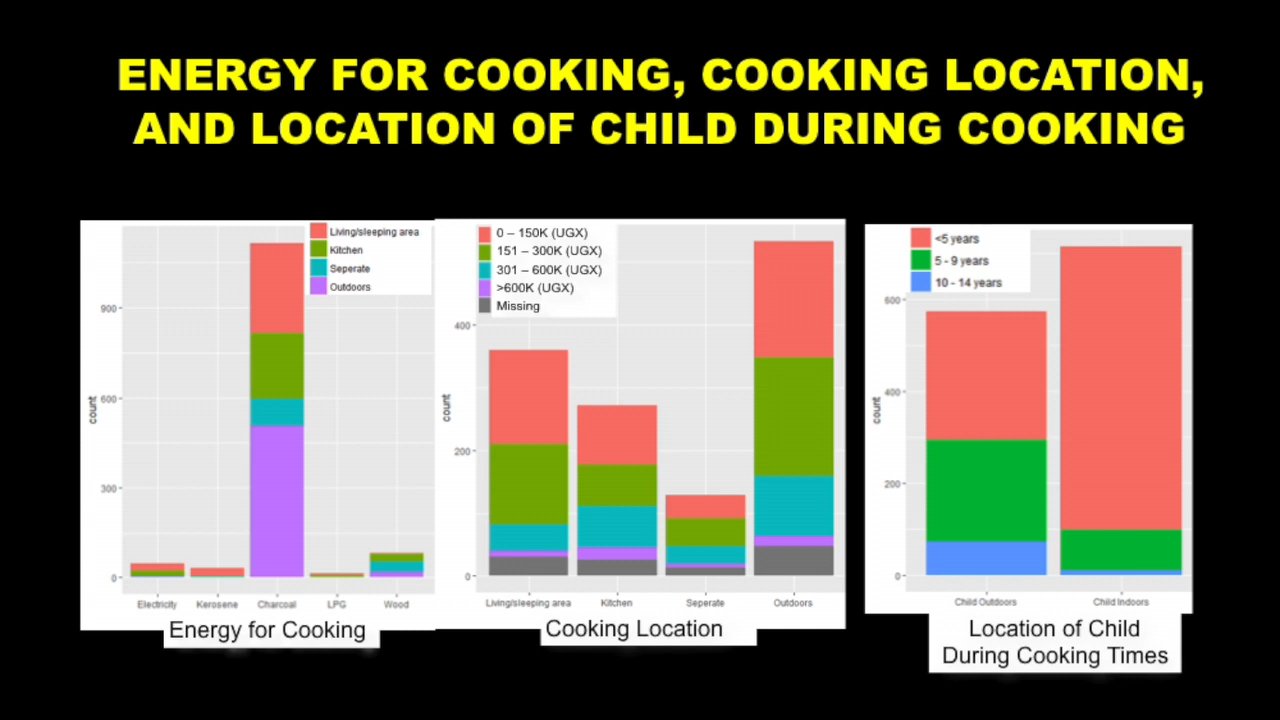 ENERGY FOR COOKING, COOKING LOCATION,
AND LOCATION OF CHILD DURING COOKING
Living/sleeping area
Kitchen
Seperate
Outdoors
900
600
300
0
count
Electricity Kerosene Charcoal LPG Wood
Energy for Cooking
0 – 150K (UGX)
151 – 300K (UGX)
301 – 600K (UGX)
>600K (UGX)
Missing
400
200
0
count
Living/sleeping area Kitchen Seperate Outdoors
Cooking Location
<5 years
5 - 9 years
10 - 14 years
600
400
200
0
count
Child Outdoors Child Indoors
Location of Child
During Cooking Times